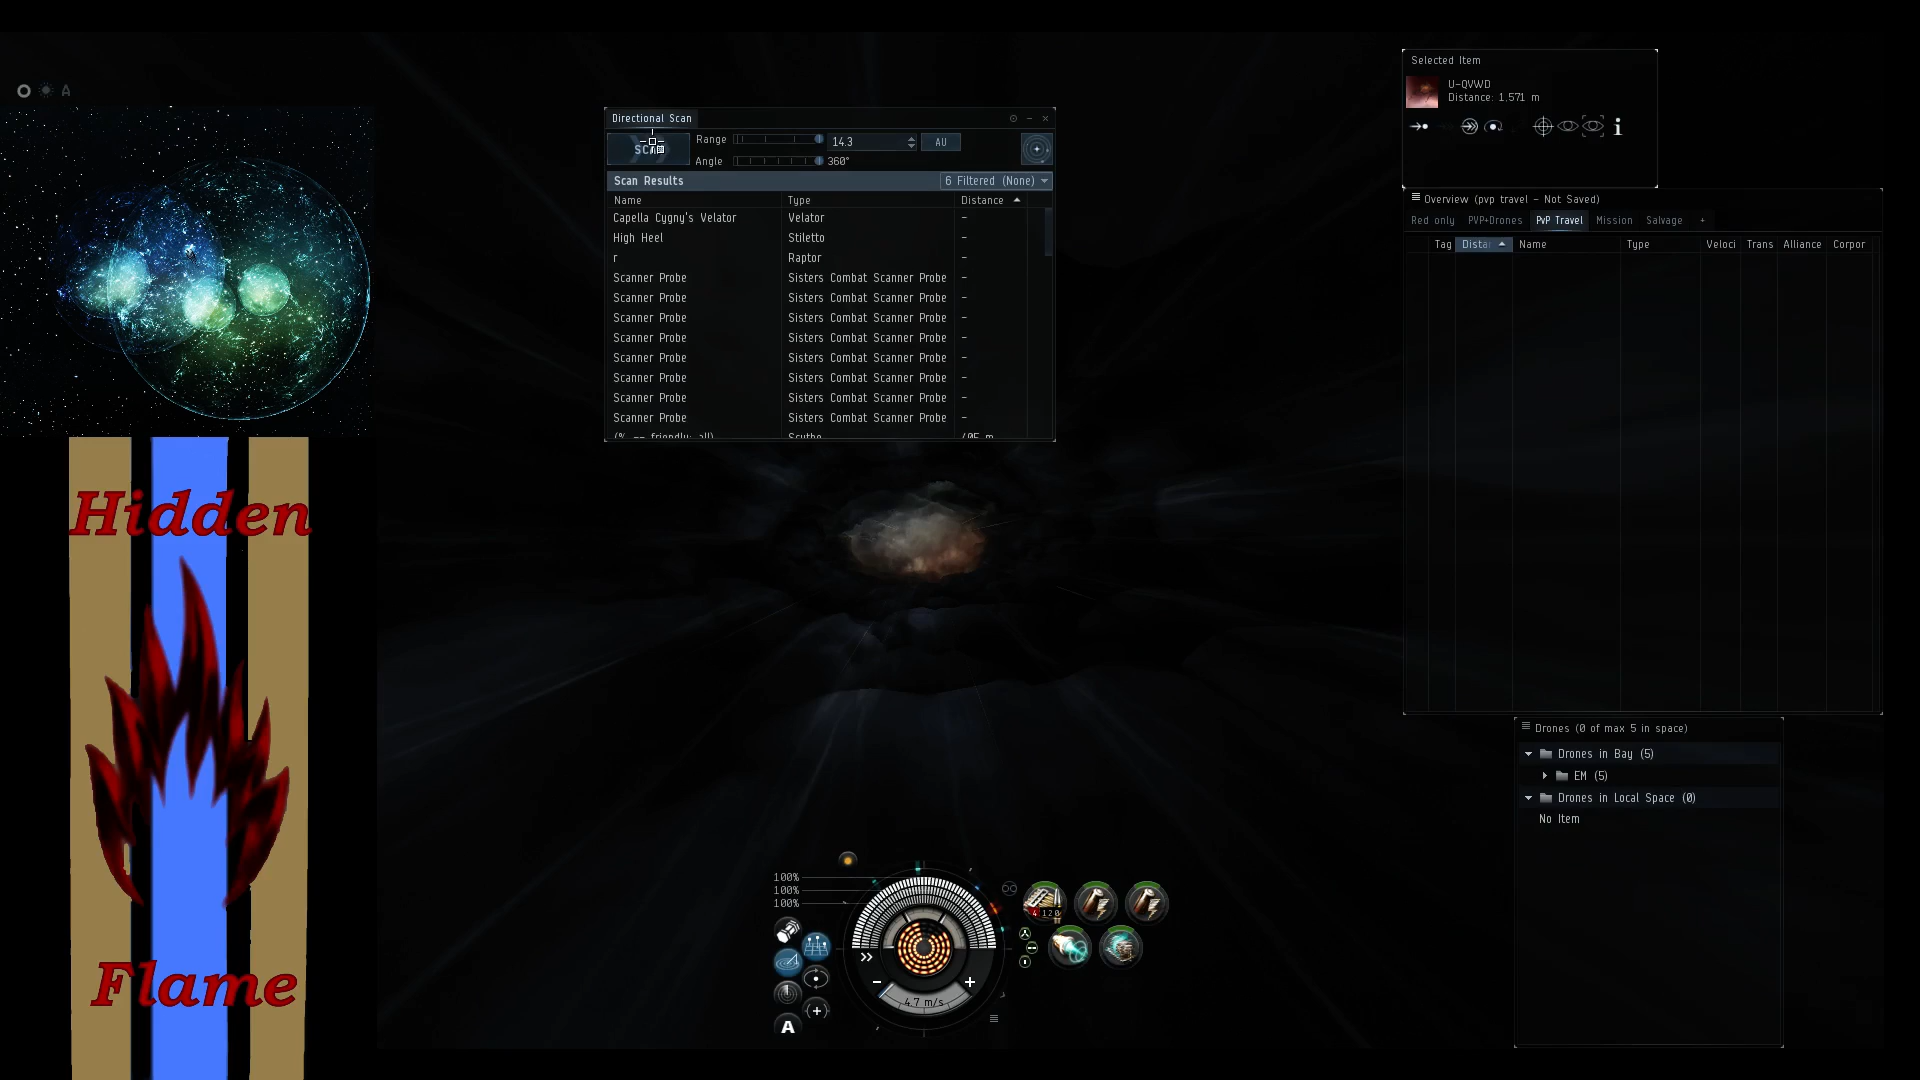 A
Hidden
Flame
Directional Scan
SCAN
Range
14.3
AU
Angle
360°
Scan Results
6 Filtered (None)
Name Type Distance
Capella Cygny's Velator Velator -
High Heel Stiletto -
r Raptor -
Scanner Probe Sisters Combat Scanner Probe -
Scanner Probe Sisters Combat Scanner Probe -
Scanner Probe Sisters Combat Scanner Probe -
Scanner Probe Sisters Combat Scanner Probe -
Scanner Probe Sisters Combat Scanner Probe -
Scanner Probe Sisters Combat Scanner Probe -
Scanner Probe Sisters Combat Scanner Probe -
Scanner Probe Sisters Combat Scanner Probe -
Scythe
Selected Item
U-QVWD
Distance: 1,571 m
Overview (pvp travel - Not Saved)
Red only PVP+Drones PvP Travel Mission Salvage +
Tag Dista Name Type Veloci Trans Alliance Corpor
Drones (0 of max 5 in space)
Drones in Bay (5)
EM (5)
Drones in Local Space (0)
No Item
100%
100%
100%
4.7 m/s
A
120